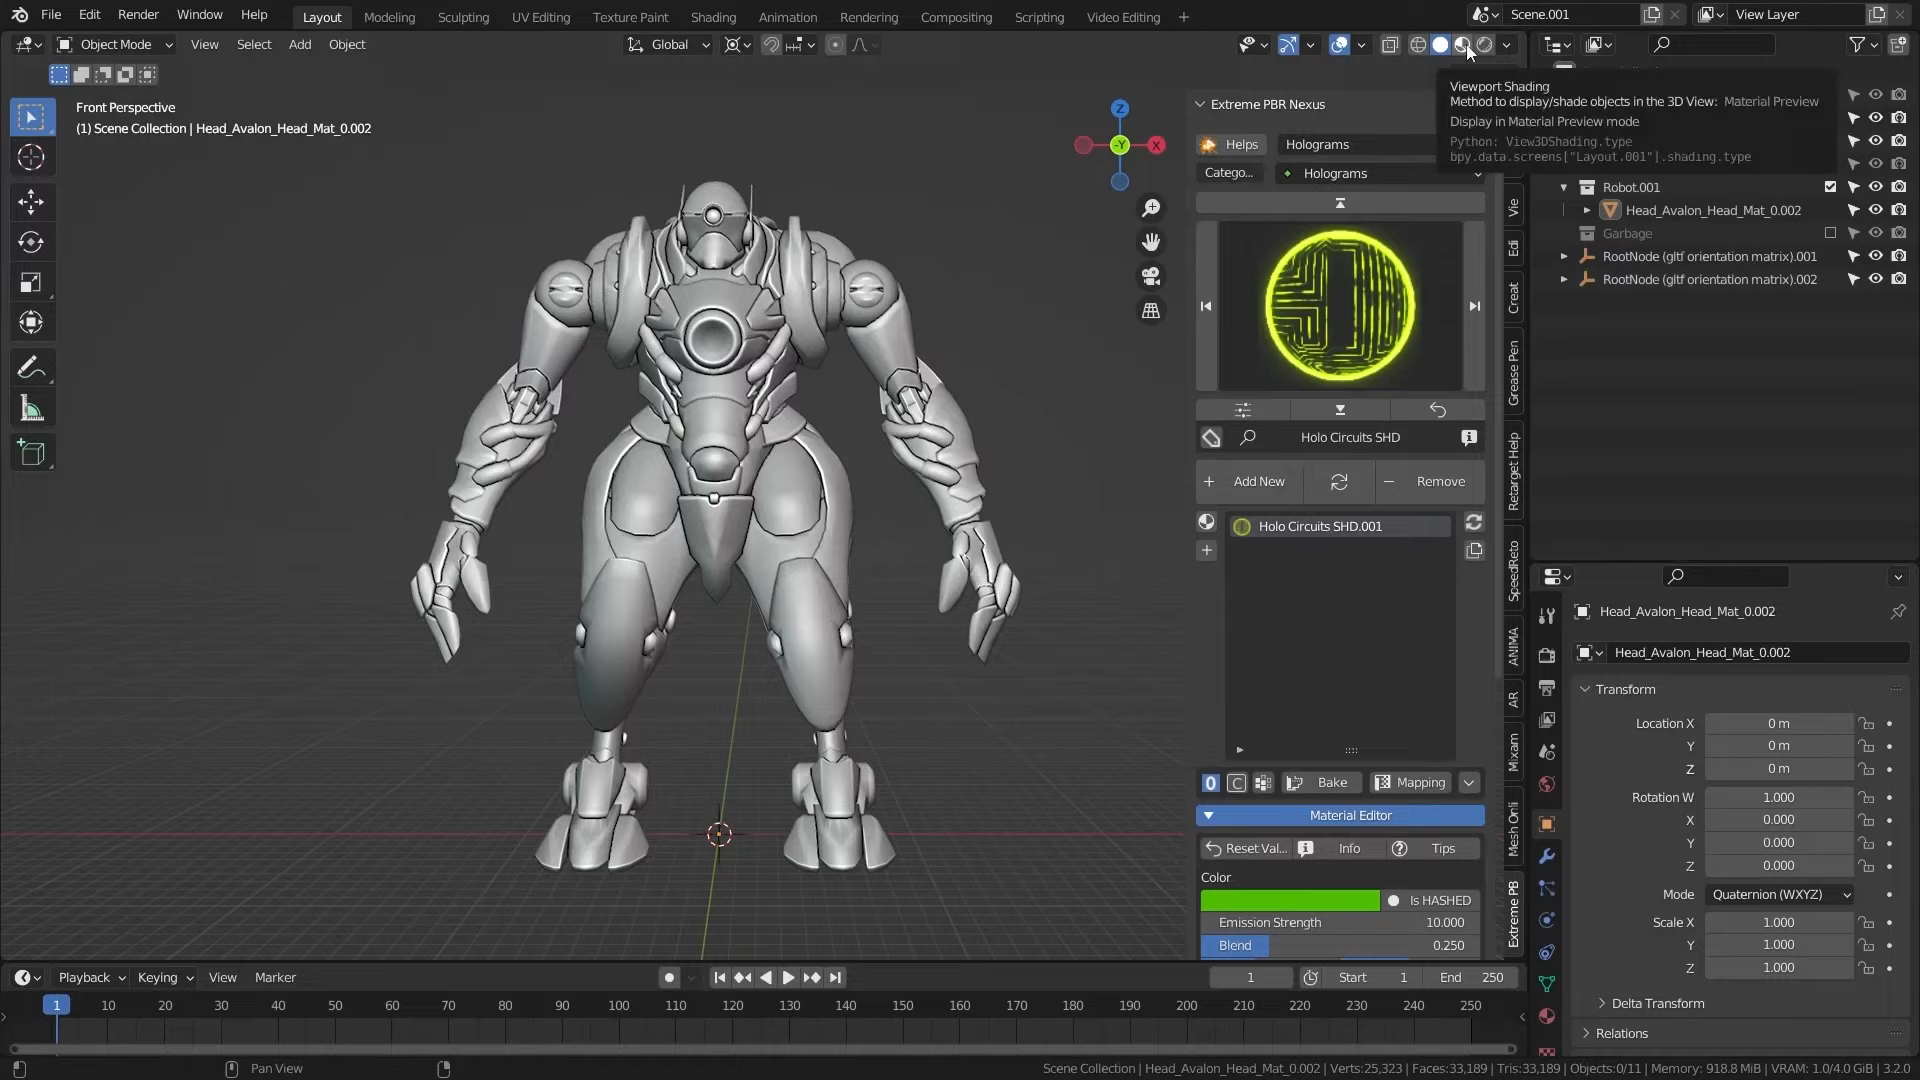 File Edit Render Window Help Layout Modeling Sculpting UV Editing Texture Paint Shading Animation Rendering Compositing Scripting Video Editing + Scene.001 View Layer
Object Mode View Select Add Object Global
Front Perspective
(1) Scene Collection | Head_Avalon_Head_Mat_0.002
Z
-Y
X
Extreme PBR Nexus
Helps Holograms
Catego... Holograms
Holo Circuits SHD
Add New Remove
Holo Circuits SHD.001
Bake Mapping
Material Editor
Reset Val... Info Tips
Color
Is HASHED
Emission Strength 10.000
Blend 0.250
Viewport Shading
Method to display/shade objects in the 3D View: Material Preview
Display in Material Preview mode
Python: View3DShading.type
bpy.data.screens["Layout.001"].shading.type
Vie
Edi
Creat
Grease Pen
Retarget Help
SpeedReto
ANIMA
AR
Mixam
Mesh Onli
Extreme PB
Robot.001
Head_Avalon_Head_Mat_0.002
Garbage
RootNode (gltf orientation matrix).001
RootNode (gltf orientation matrix).002
Head_Avalon_Head_Mat_0.002
Head_Avalon_Head_Mat_0.002
Transform
Location X 0 m
Y 0 m
Z 0 m
Rotation W 1.000
X 0.000
Y 0.000
Z 0.000
Mode Quaternion (WXYZ)
Scale X 1.000
Y 1.000
Z 1.000
Delta Transform
Relations
Playback Keying View Marker 1 Start 1 End 250
1 10 20 30 40 50 60 70 80 90 100 110 120 130 140 150 160 170 180 190 200 210 220 230 240 250
Pan View
Scene Collection | Head_Avalon_Head_Mat_0.002 | Verts:25,323 | Faces:33,189 | Tris:33,189 | Objects:0/11 | Memory: 918.8 MiB | VRAM: 1.0/4.0 GiB | 3.2.0